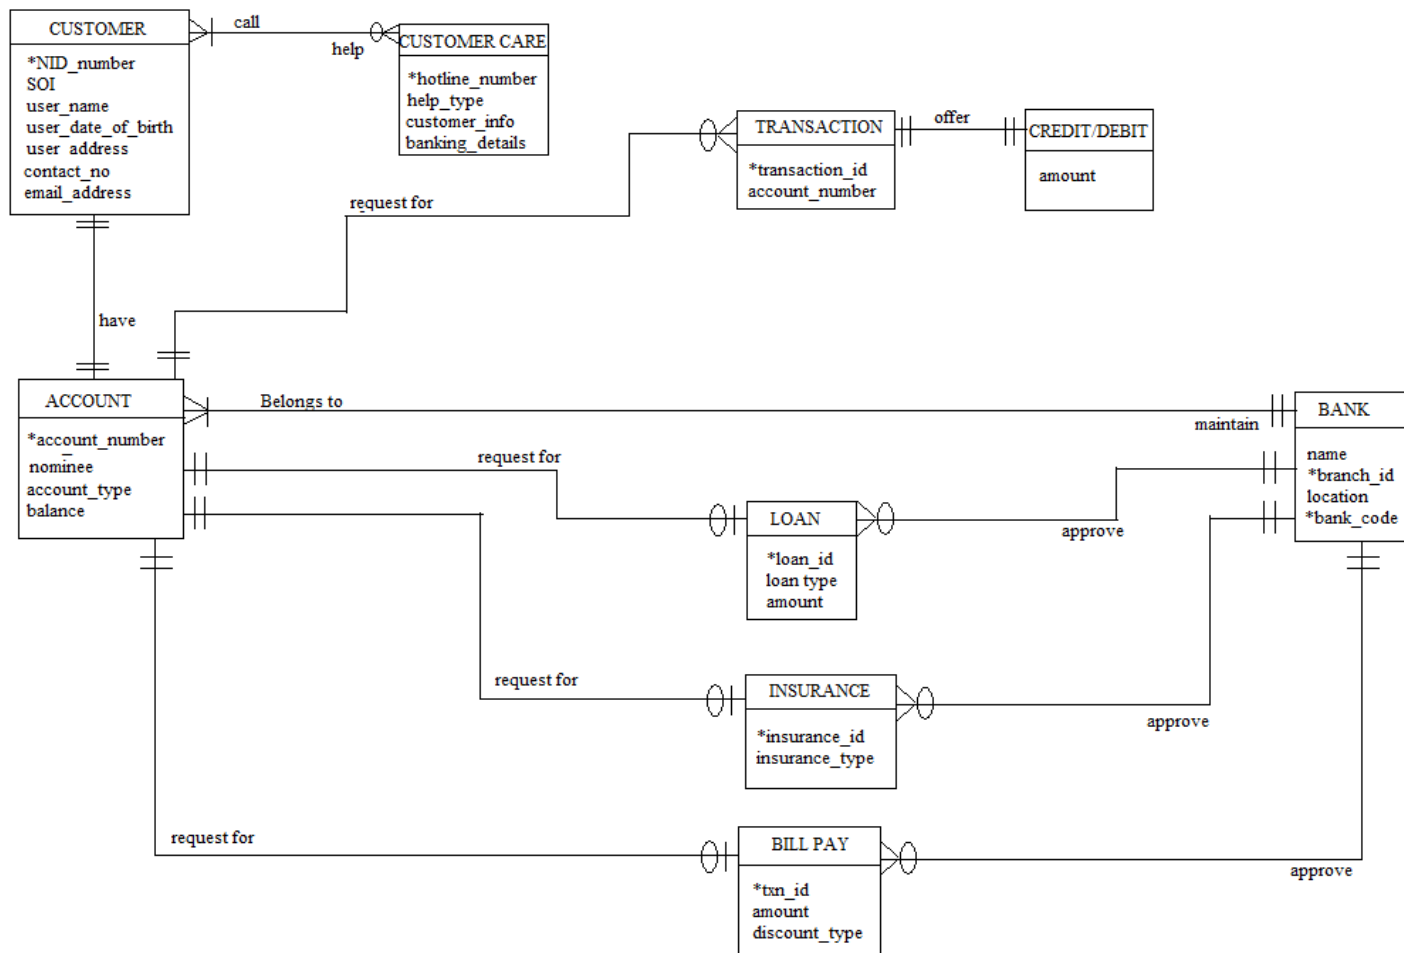 CUSTOMER
*NID_number
SOI
user_name
user_date_of_birth
user_address
contact_no
email_address
call
help
CUSTOMER CARE
*hotline_number
help_type
customer_info
banking_details
request for
TRANSACTION
*transaction_id
account_number
offer
CREDIT/DEBIT
amount
have
ACCOUNT
*account_number
nominee
account_type
balance
Belongs to
maintain
BANK
name
*branch_id
location
*bank_code
request for
LOAN
*loan_id
loan type
amount
approve
request for
INSURANCE
*insurance_id
insurance_type
approve
request for
BILL PAY
*txn_id
amount
discount_type
approve